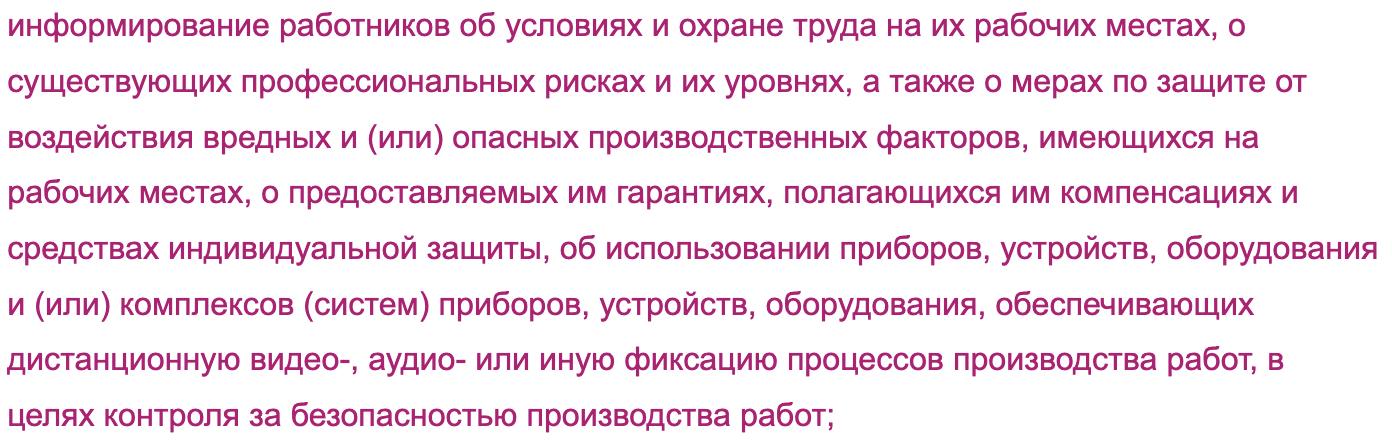 информирование работников об условиях и охране труда на их рабочих местах, о
существующих профессиональных рисках и их уровнях, а также о мерах по защите от
воздействия вредных и (или) опасных производственных факторов, имеющихся на
рабочих местах, о предоставляемых им гарантиях, полагающихся им компенсациях и
средствах индивидуальной защиты, об использовании приборов, устройств, оборудования
и (или) комплексов (систем) приборов, устройств, оборудования, обеспечивающих
дистанционную видео-, аудио- или иную фиксацию процессов производства работ, в
целях контроля за безопасностью производства работ;